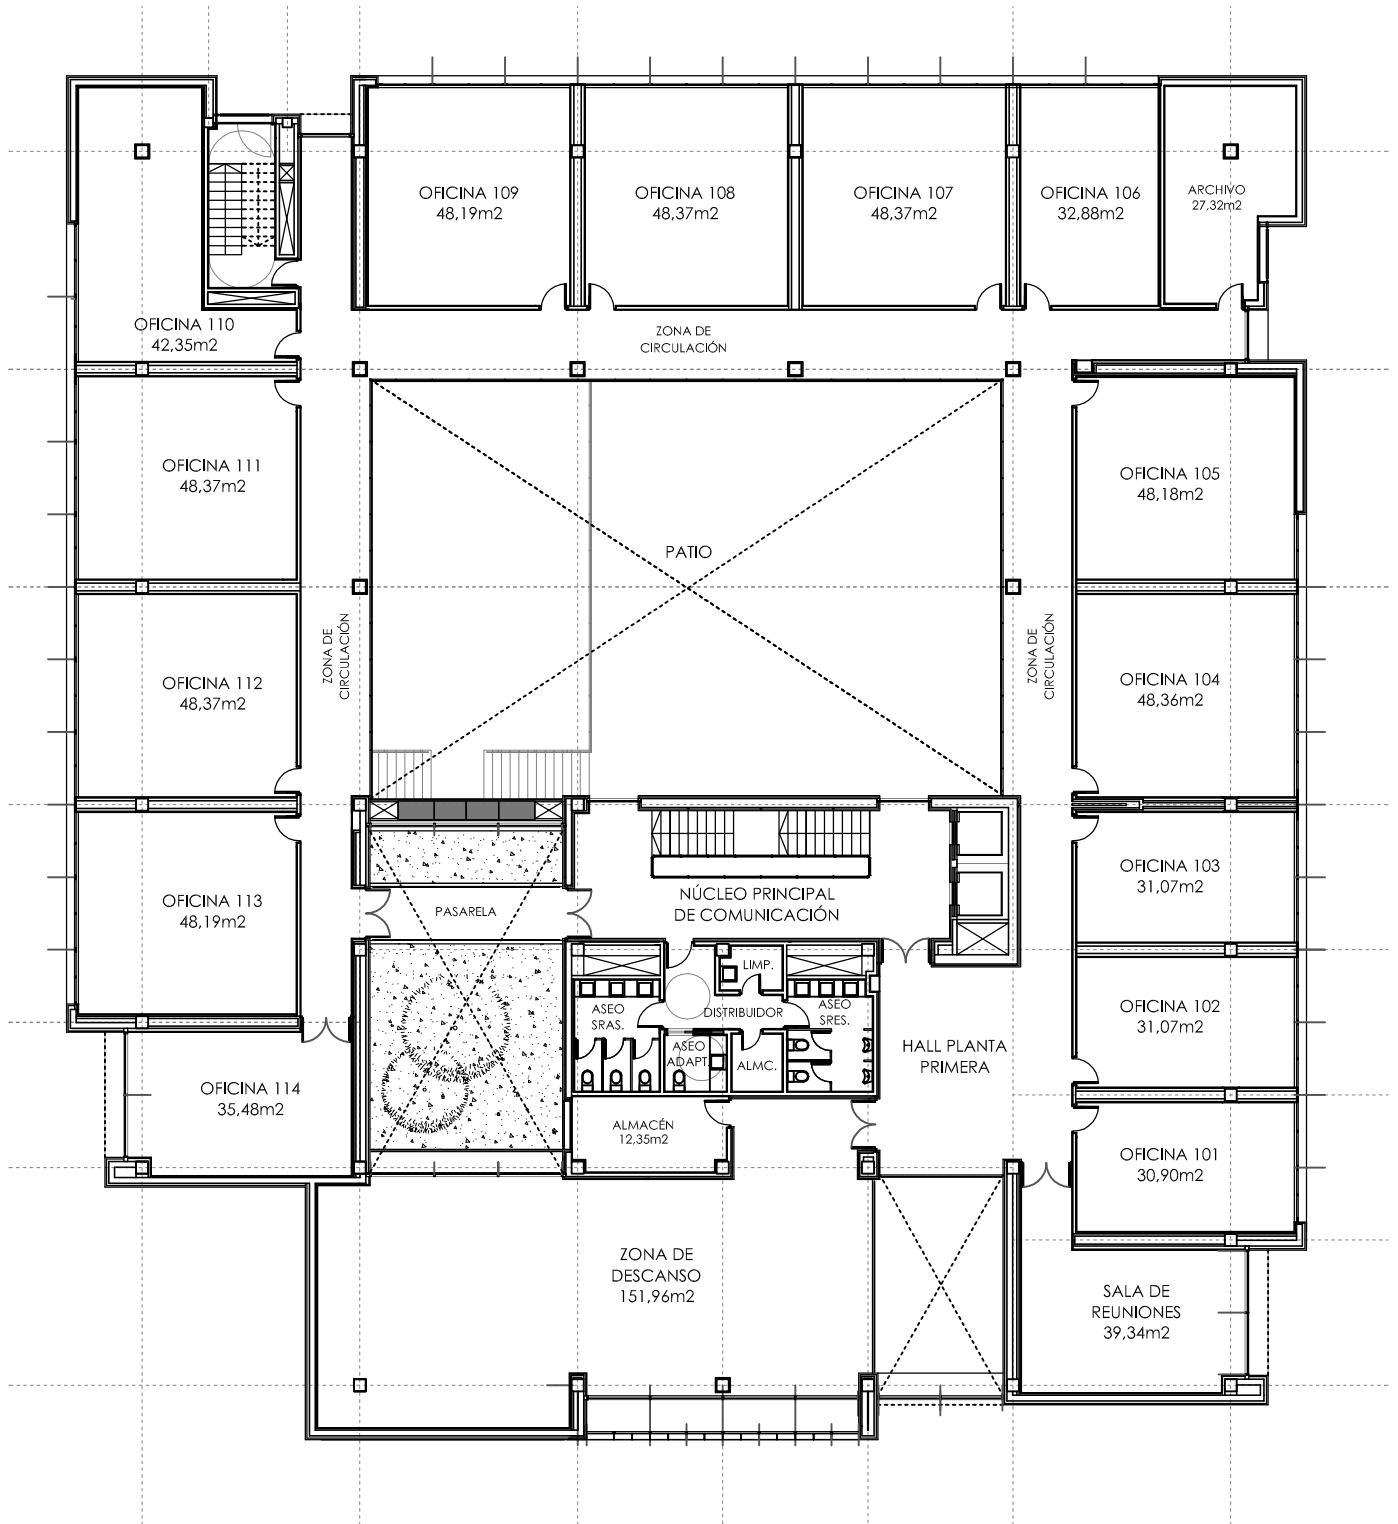 OFICINA 109
48,19m2
OFICINA 108
48,37m2
OFICINA 107
48,37m2
OFICINA 106
32,88m2
ARCHIVO
27,32m2
OFICINA 110
42,35m2
ZONA DE
CIRCULACIÓN
OFICINA 111
48,37m2
OFICINA 105
48,18m2
PATIO
ZONA DE
CIRCULACIÓN
ZONA DE
CIRCULACIÓN
OFICINA 112
48,37m2
OFICINA 104
48,36m2
OFICINA 103
31,07m2
OFICINA 113
48,19m2
PASARELA
NÚCLEO PRINCIPAL
DE COMUNICACIÓN
LIMP.
ASEO
SRAS.
DISTRIBUIDOR
ASEO
SRES.
OFICINA 102
31,07m2
ASEO
ADAPT.
ALMC.
HALL PLANTA
PRIMERA
OFICINA 114
35,48m2
ALMACÉN
12,35m2
OFICINA 101
30,90m2
ZONA DE
DESCANSO
151,96m2
SALA DE
REUNIONES
39,34m2